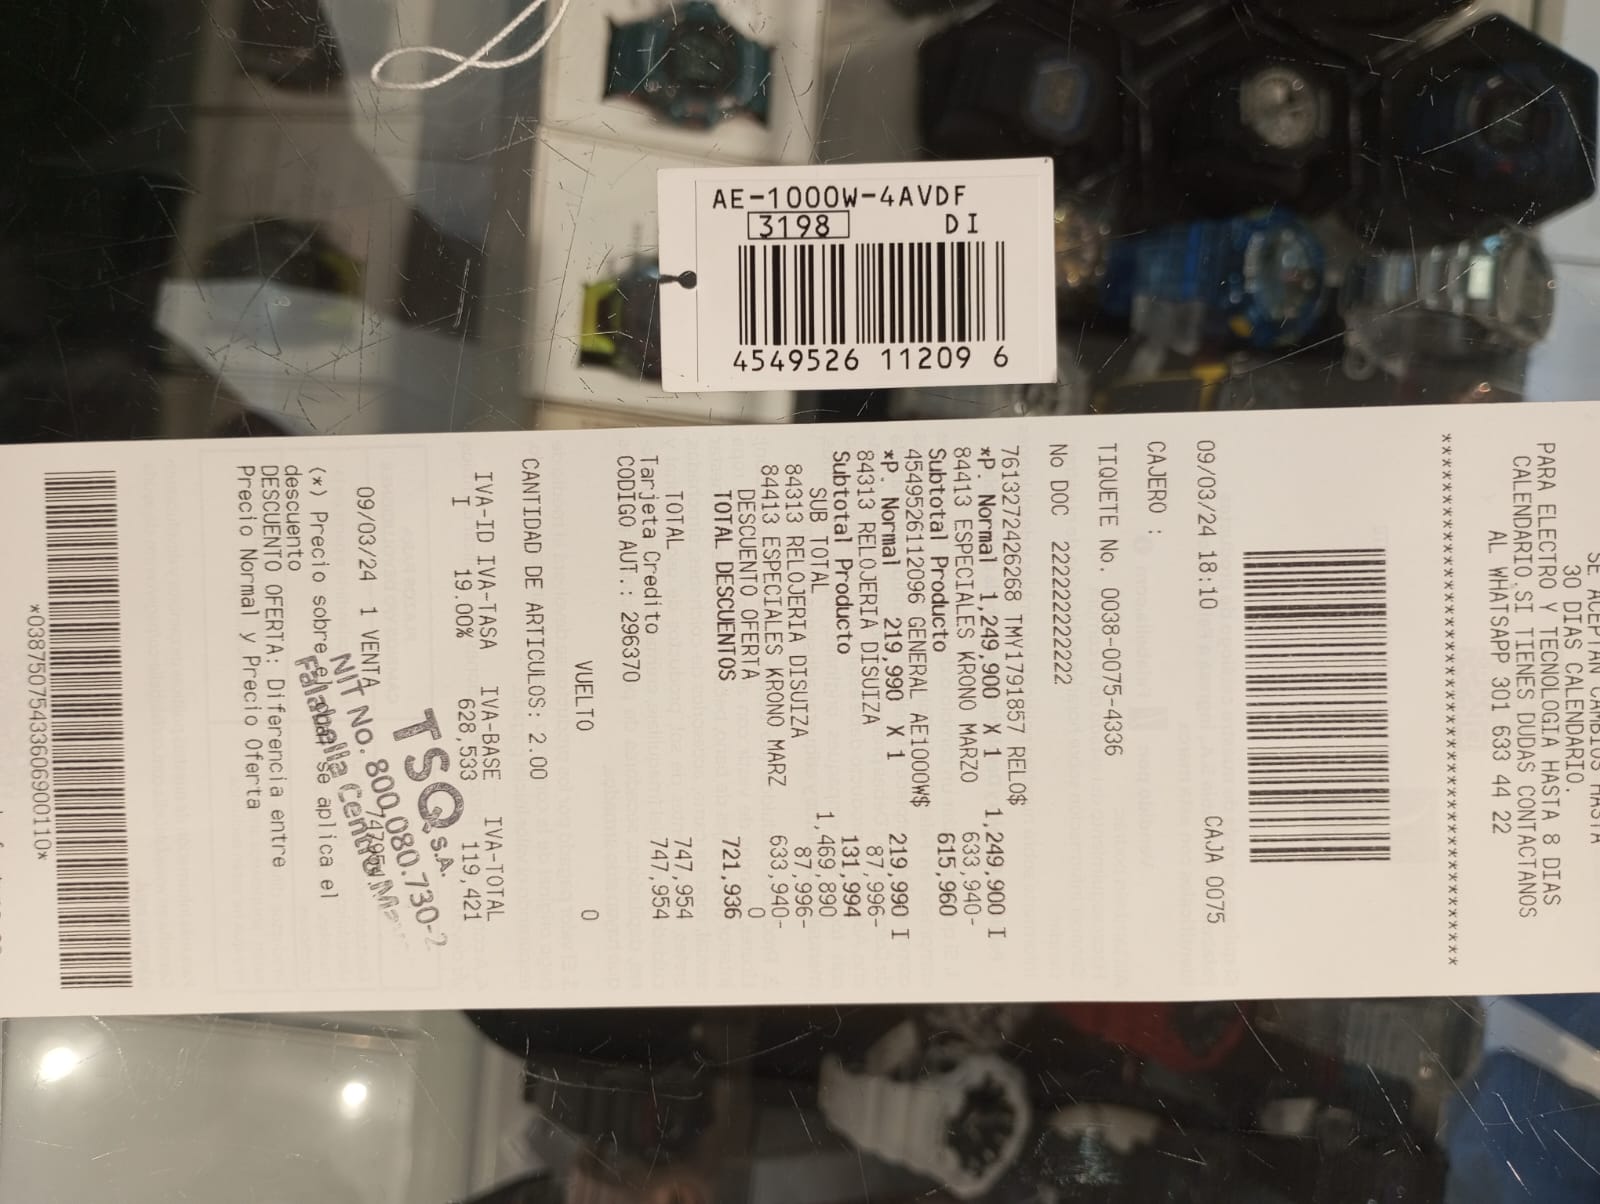 AE-1000W-4AVDF
3198 DI
4549526 11209 6
PARA ELECTRO Y TECNOLOGIA HASTA 8 DIAS
30 DIAS CALENDARIO.
CALENDARIO.SI TIENES DUDAS CONTACTANOS
AL WHATSAPP 301 633 44 22
****************************************
09/03/24 18:10 CAJA 0075
CAJERO :
TIQUETE No. 0038-0075-4336
No DOC 222222222222
7613272426268 TMY1791857 RELO$ 1,249,900 I
*P. Normal 1,249,900 X 1
84413 ESPECIALES KRONO MARZO 633,940-
Subtotal Producto 615,960
4549526112096 GENERAL AE1000W$ 219,990 I
*P. Normal 219,990 X 1
84313 RELOJERIA DISUIZA 87,996-
Subtotal Producto 131,994
SUB TOTAL 1,469,890
84313 RELOJERIA DISUIZA 87,996-
84413 ESPECIALES KRONO MARZ 633,940-
DESCUENTO OFERTA 0
TOTAL DESCUENTOS 721,936
TOTAL 747,954
Tarjeta Credito 747,954
CODIGO AUT.: 296370
VUELTO 0
CANTIDAD DE ARTICULOS: 2.00
IVA-ID IVA-TASA IVA-BASE IVA-TOTAL
I 19.00% 628,533 119,421
09/03/24 1 VENTA
TSQ S.A.
NIT No. 800.080.730-2
Falabella Centro
(*) Precio sobre el cual se aplica el
descuento
DESCUENTO OFERTA: Diferencia entre
Precio Normal y Precio Oferta
*03875075433606900110*